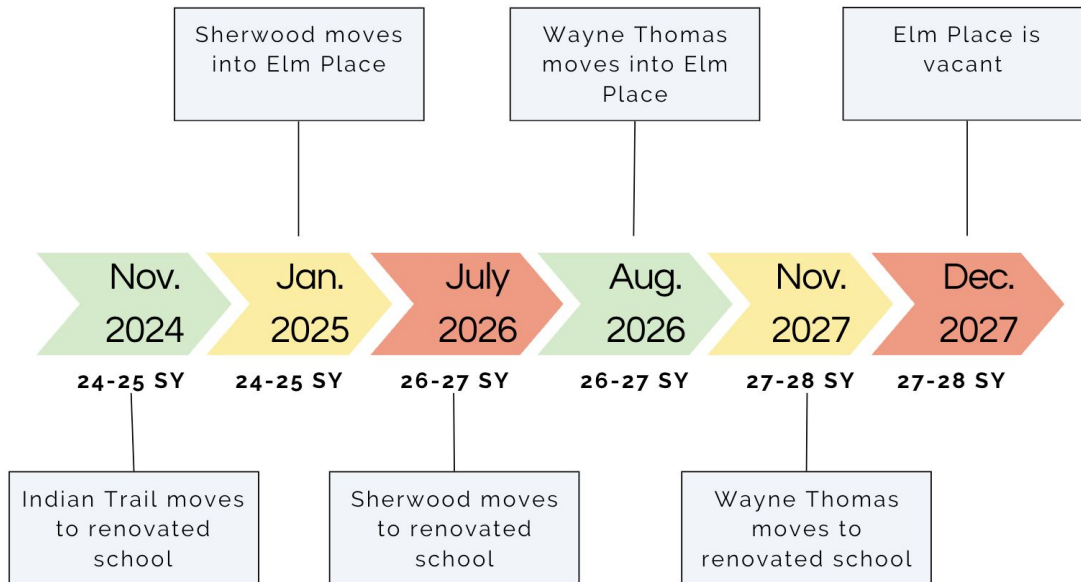 Sherwood moves
into Elm Place
Wayne Thomas
moves into Elm
Place
Elm Place is
vacant
Nov.
2024
Jan.
2025
July
2026
Aug.
2026
Nov.
2027
Dec.
2027
24-25 SY
24-25 SY
26-27 SY
26-27 SY
27-28 SY
27-28 SY
Indian Trail moves
to renovated
school
Sherwood moves
to renovated
school
Wayne Thomas
moves to
renovated school